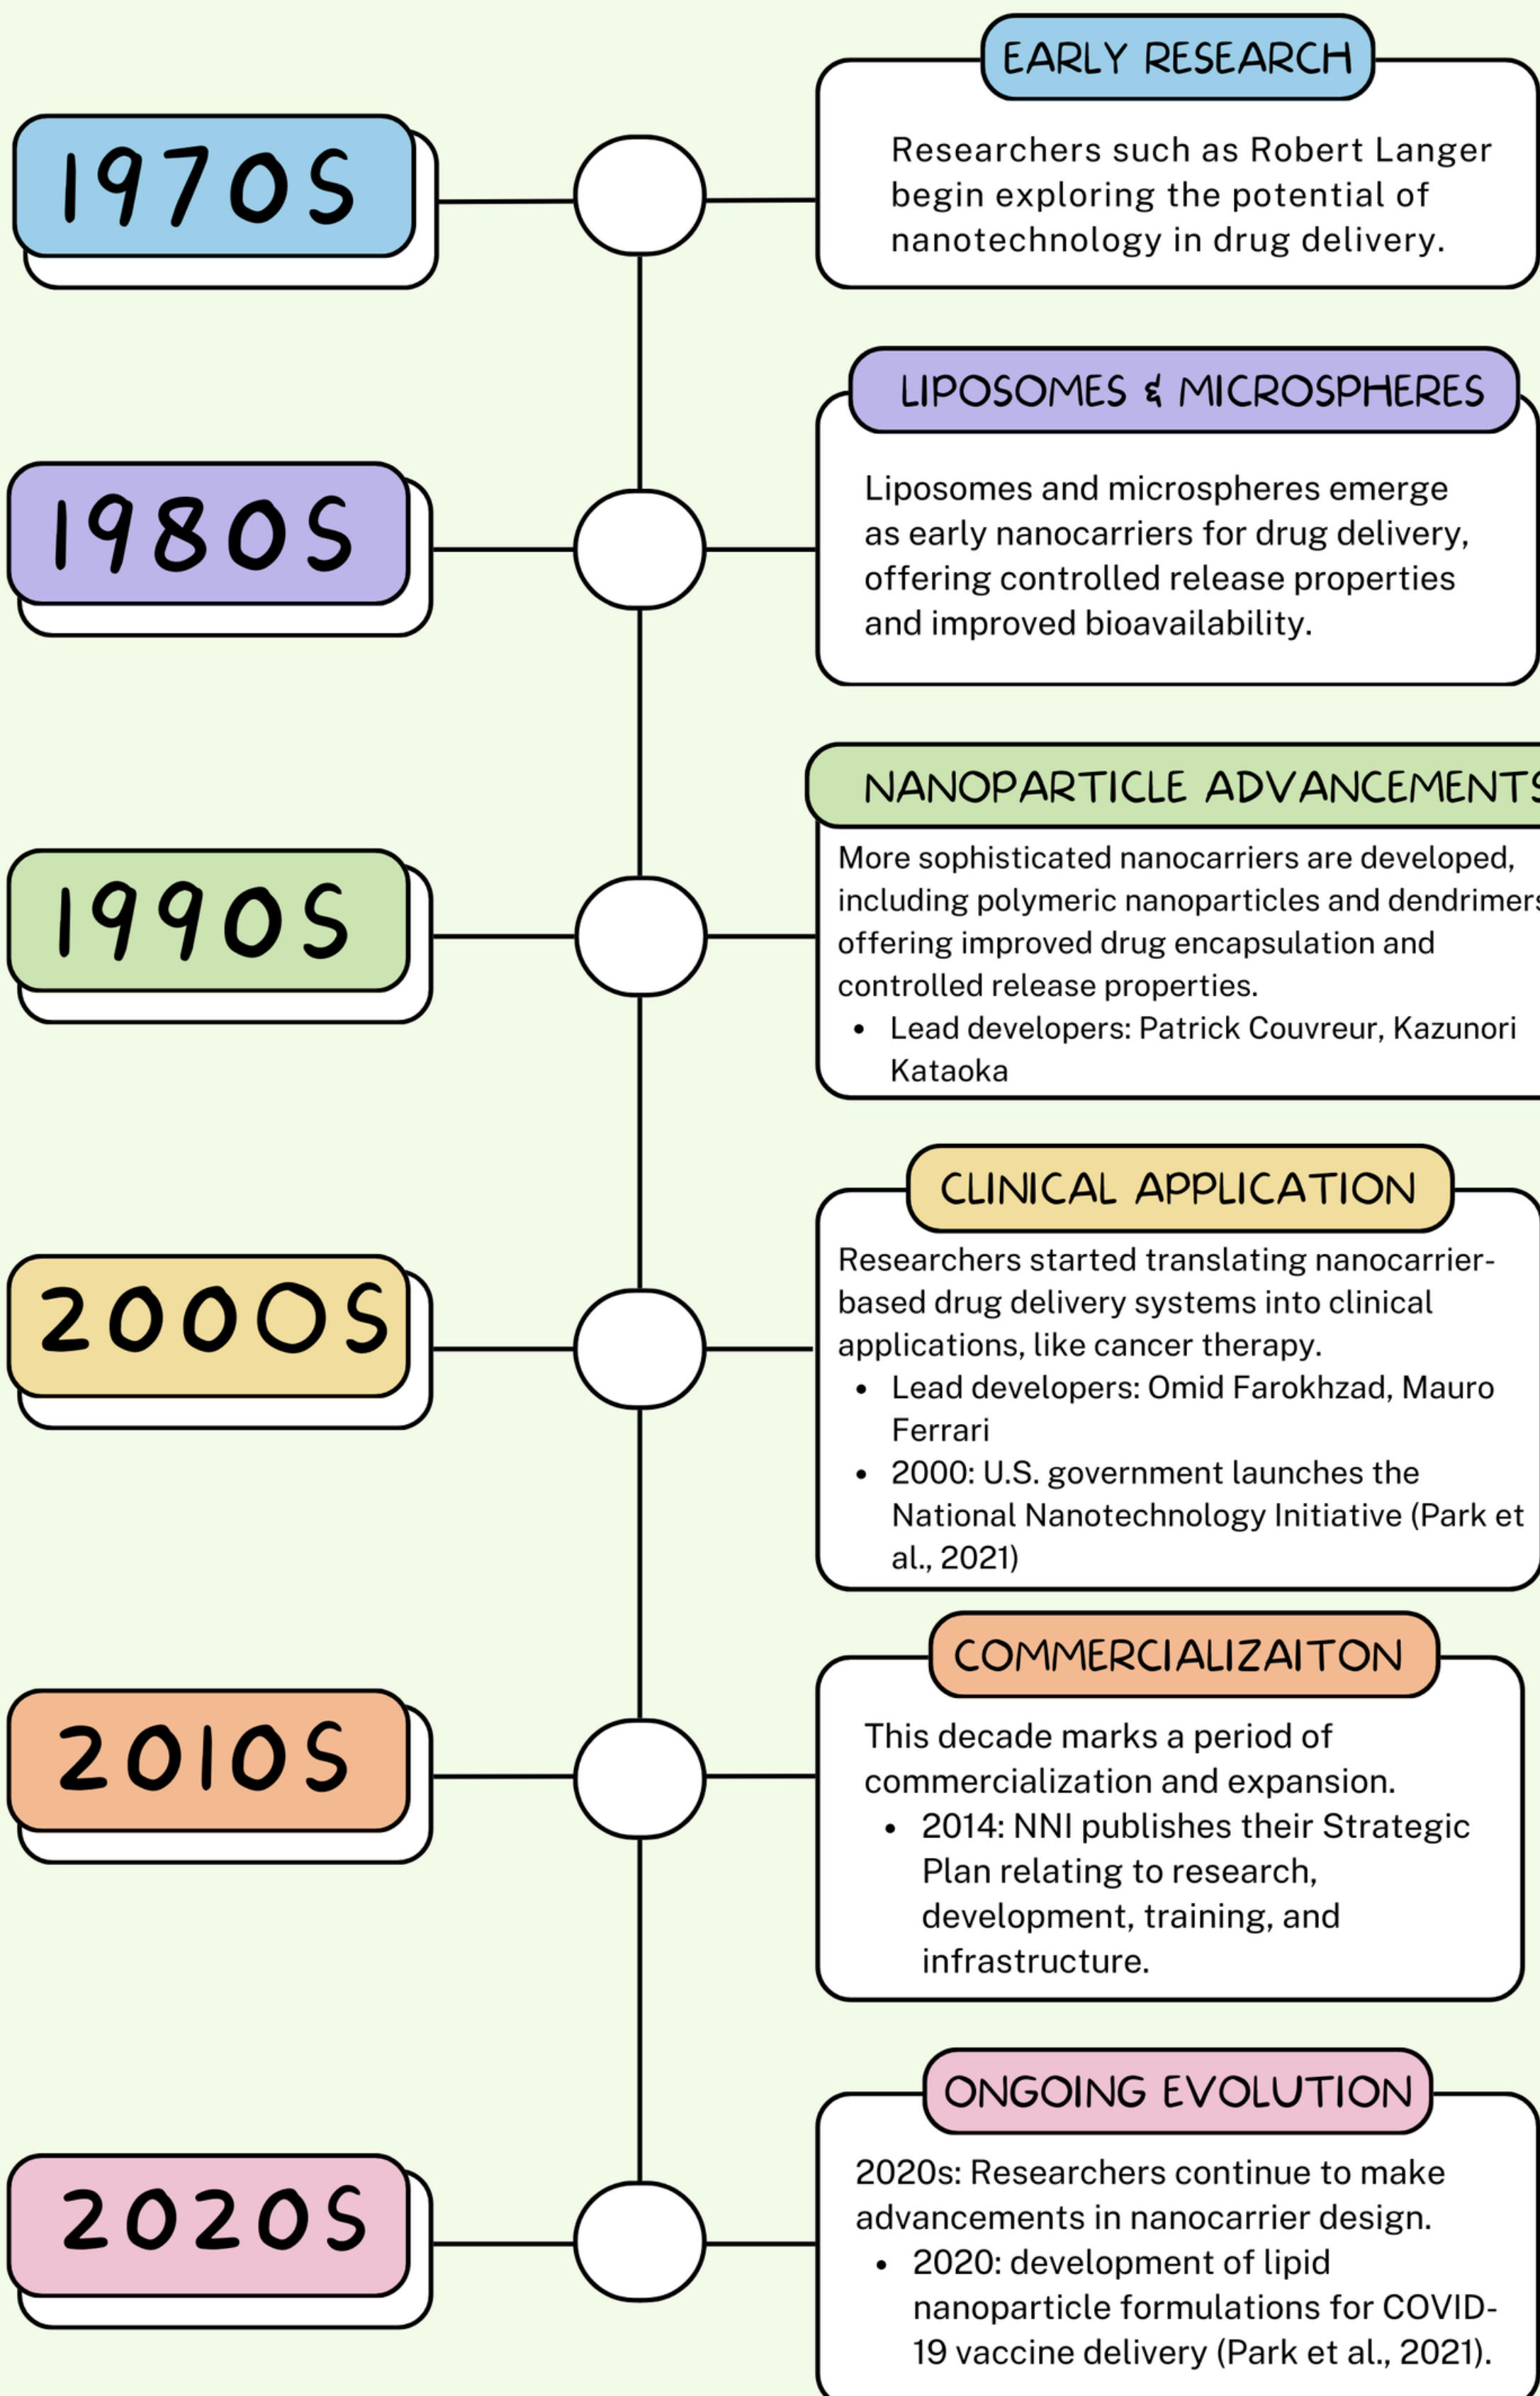 EARLY RESEARCH
1970S
Researchers such as Robert Langer
begin exploring the potential of
nanotechnology in drug delivery.
LIPOSOMES & MICROSPHERES
1980S
Liposomes and microspheres emerge
as early nanocarriers for drug delivery,
offering controlled release properties
and improved bioavailability.
NANOPARTICLE ADVANCEMENTS
1990S
More sophisticated nanocarriers are developed,
including polymeric nanoparticles and dendrimers
offering improved drug encapsulation and
controlled release properties.
• Lead developers: Patrick Couvreur, Kazunori
Kataoka
CLINICAL APPLICATION
2000S
Researchers started translating nanocarrier-
based drug delivery systems into clinical
applications, like cancer therapy.
• Lead developers: Omid Farokhzad, Mauro
Ferrari
• 2000: U.S. government launches the
National Nanotechnology Initiative (Park et
al., 2021)
COMMERCIALIZAITON
2010S
This decade marks a period of
commercialization and expansion.
• 2014: NNI publishes their Strategic
Plan relating to research,
development, training, and
infrastructure.
ONGOING EVOLUTION
2020S
2020s: Researchers continue to make
advancements in nanocarrier design.
• 2020: development of lipid
nanoparticle formulations for COVID-
19 vaccine delivery (Park et al., 2021).